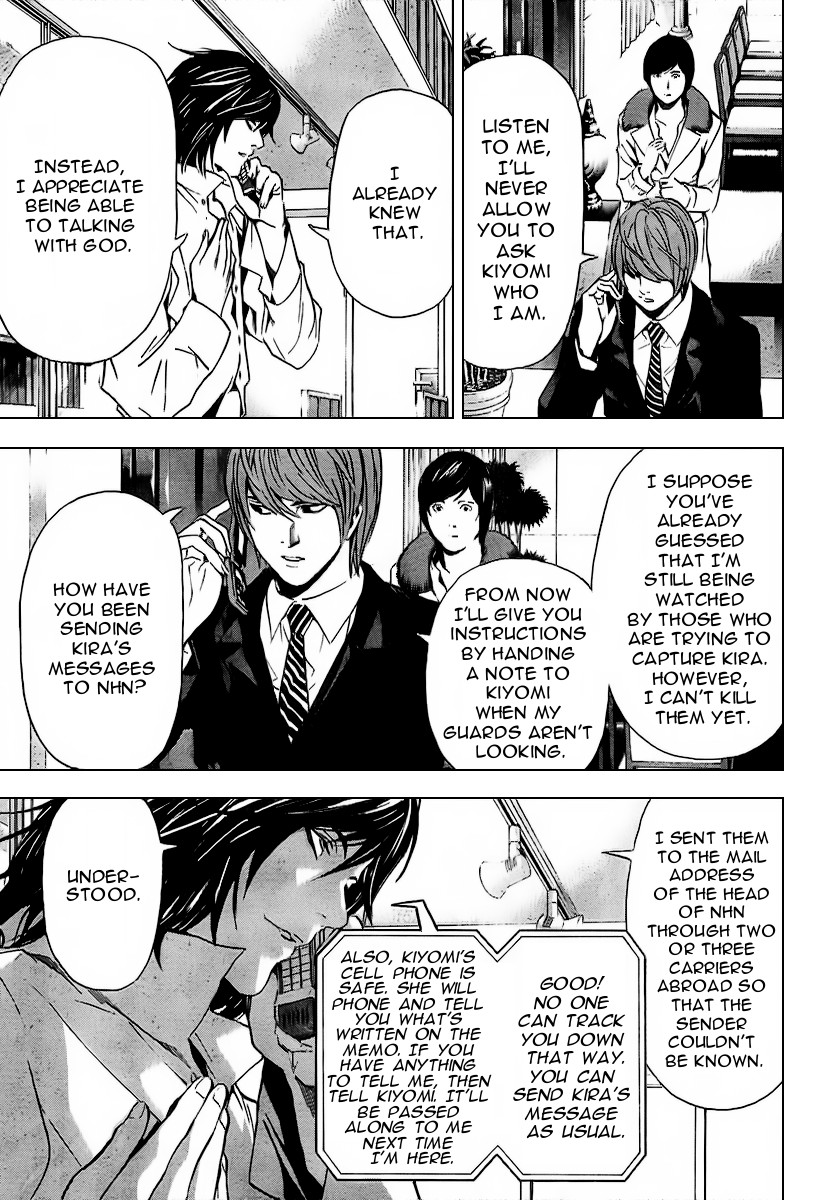 LISTEN
TO ME,
I'LL
NEVER
ALLOW
YOU TO
ASK
KIYOMI
WHO
I AM.
I
ALREADY
KNEW
THAT.
INSTEAD,
I APPRECIATE
BEING ABLE
TO TALKING
WITH GOD.
I SUPPOSE
YOU'VE
ALREADY
GUESSED
THAT I'M
STILL BEING
WATCHED
BY THOSE WHO
ARE TRYING TO
CAPTURE KIRA.
HOWEVER,
I CAN'T KILL
THEM YET.
FROM NOW
I'LL GIVE YOU
INSTRUCTIONS
BY HANDING
A NOTE TO
KIYOMI
WHEN MY
GUARDS AREN'T
LOOKING.
HOW HAVE
YOU BEEN
SENDING
KIRA'S
MESSAGES
TO NHN?
I SENT THEM
TO THE MAIL
ADDRESS
OF THE HEAD
OF NHN
THROUGH TWO
OR THREE
CARRIERS
ABROAD SO
THAT THE
SENDER
COULDN'T
BE KNOWN.
GOOD!
NO ONE
CAN TRACK
YOU DOWN
THAT WAY.
YOU CAN
SEND KIRA'S
MESSAGE
AS USUAL.
ALSO, KIYOMI'S
CELL PHONE IS
SAFE. SHE WILL
PHONE AND TELL
YOU WHAT'S
WRITTEN ON THE
MEMO. IF YOU
HAVE ANYTHING
TO TELL ME, THEN
TELL KIYOMI. IT'LL
BE PASSED
ALONG TO ME
NEXT TIME
I'M HERE.
UNDER-
STOOD.